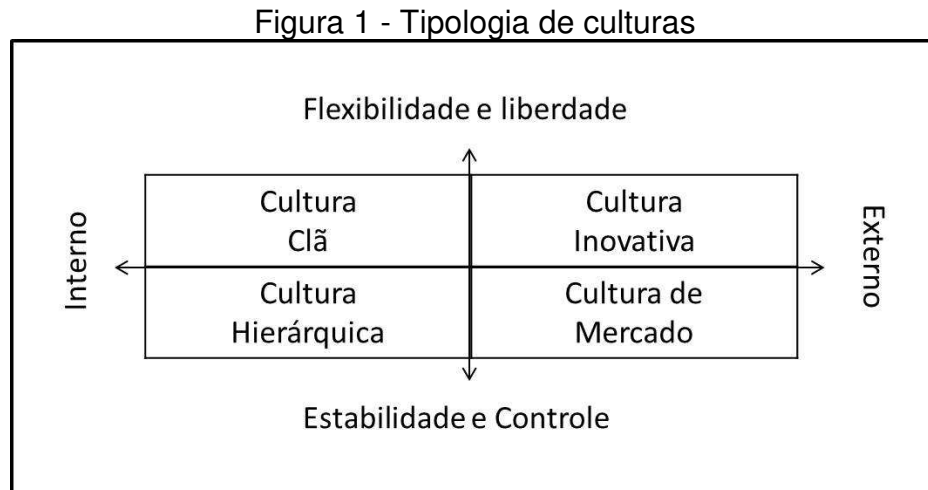 Figura 1 - Tipologia de culturas
Flexibilidade e liberdade
Interno
Cultura
Clã
Cultura
Inovativa
Cultura
Hierárquica
Cultura de
Mercado
Externo
Estabilidade e Controle